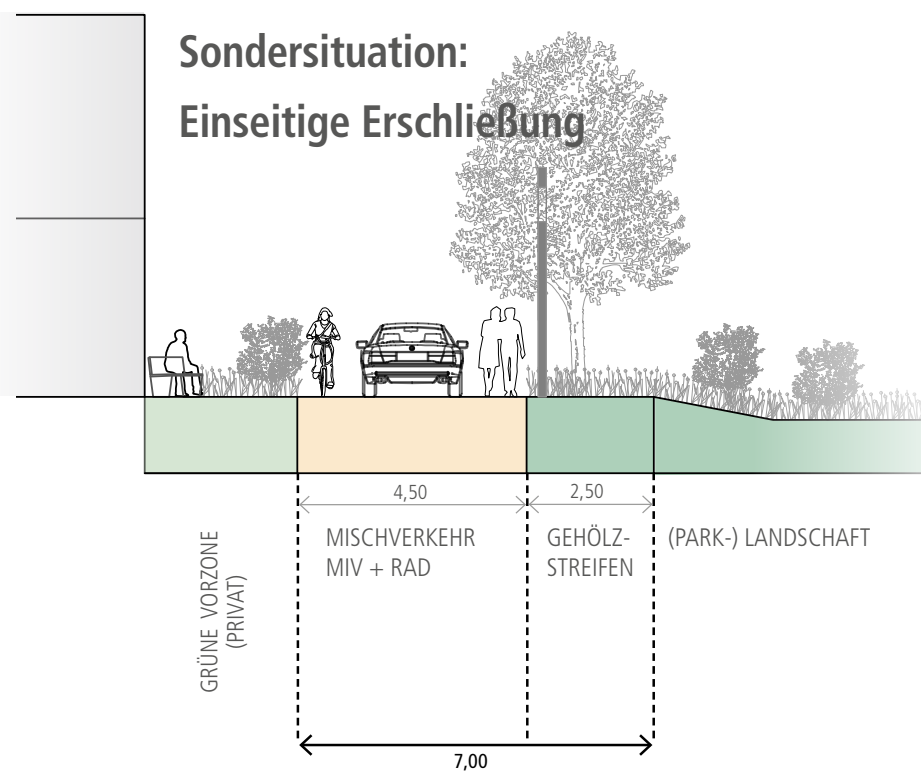 Sondersituation:
Einseitige Erschließung
4,50
2,50
GRÜNE VORZONE
(PRIVAT)
MISCHVERKEHR
MIV + RAD
GEHÖLZ-
STREIFEN
(PARK-) LANDSCHAFT
7,00